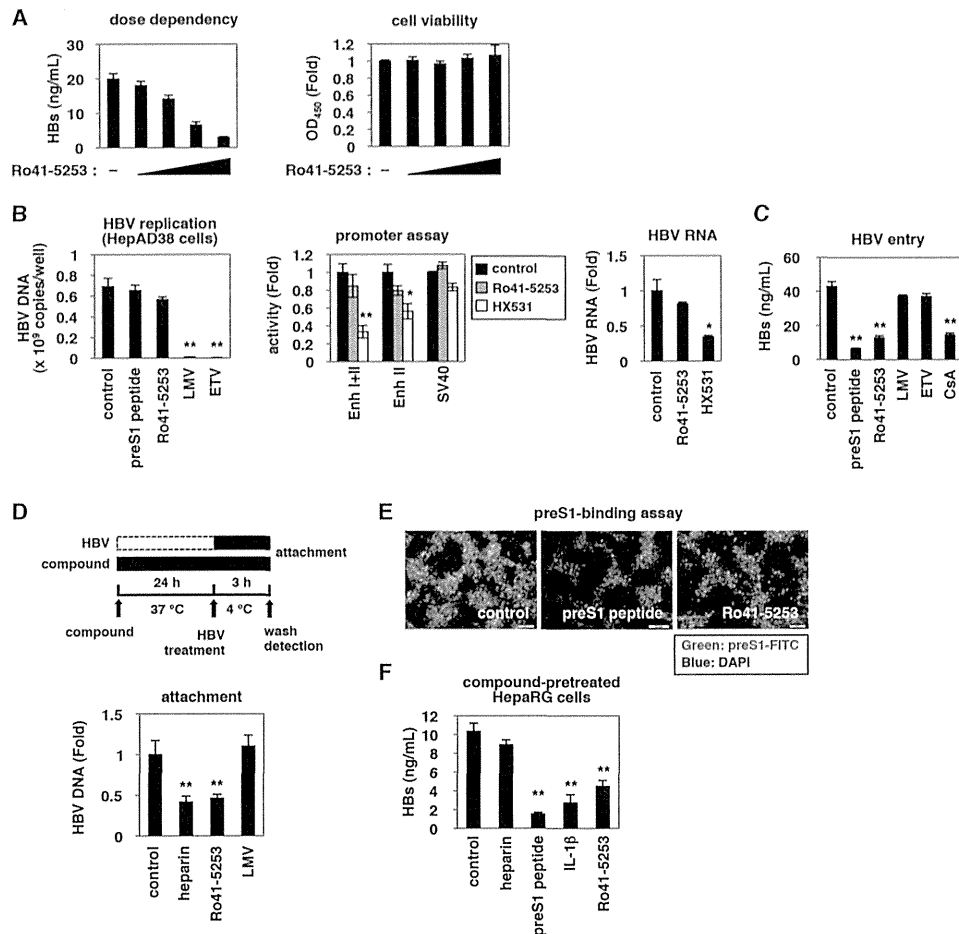 A
dose dependency
HBs (ng/mL)
30
20
10
0
Ro41-5253 : –
cell viability
OD450 (Fold)
1.2
1
0.8
0.6
0.4
0.2
0
Ro41-5253 : –
B
HBV replication
(HepAD38 cells)
HBV DNA
(x 10⁹ copies/well)
1
0.8
0.6
0.4
0.2
0
** **
control
preS1 peptide
Ro41-5253
LMV
ETV
promoter assay
activity (Fold)
1.2
1
0.8
0.6
0.4
0.2
0
**
*
control
Ro41-5253
HX531
Enh I+II
Enh II
SV40
HBV RNA
HBV RNA (Fold)
1.5
1
0.5
0
*
control
Ro41-5253
HX531
C
HBV entry
HBs (ng/mL)
60
40
20
0
** ** **
control
preS1 peptide
Ro41-5253
LMV
ETV
CsA
D
HBV
compound
attachment
24 h
3 h
37 °C
4 °C
compound
HBV
treatment
wash
detection
attachment
HBV DNA (Fold)
1.5
1
0.5
0
** **
control
heparin
Ro41-5253
LMV
E
preS1-binding assay
control
preS1 peptide
Ro41-5253
Green: preS1-FITC
Blue: DAPI
F
compound-pretreated
HepaRG cells
HBs (ng/mL)
12
10
8
6
4
2
0
** ** **
control
heparin
preS1 peptide
IL-1β
Ro41-5253